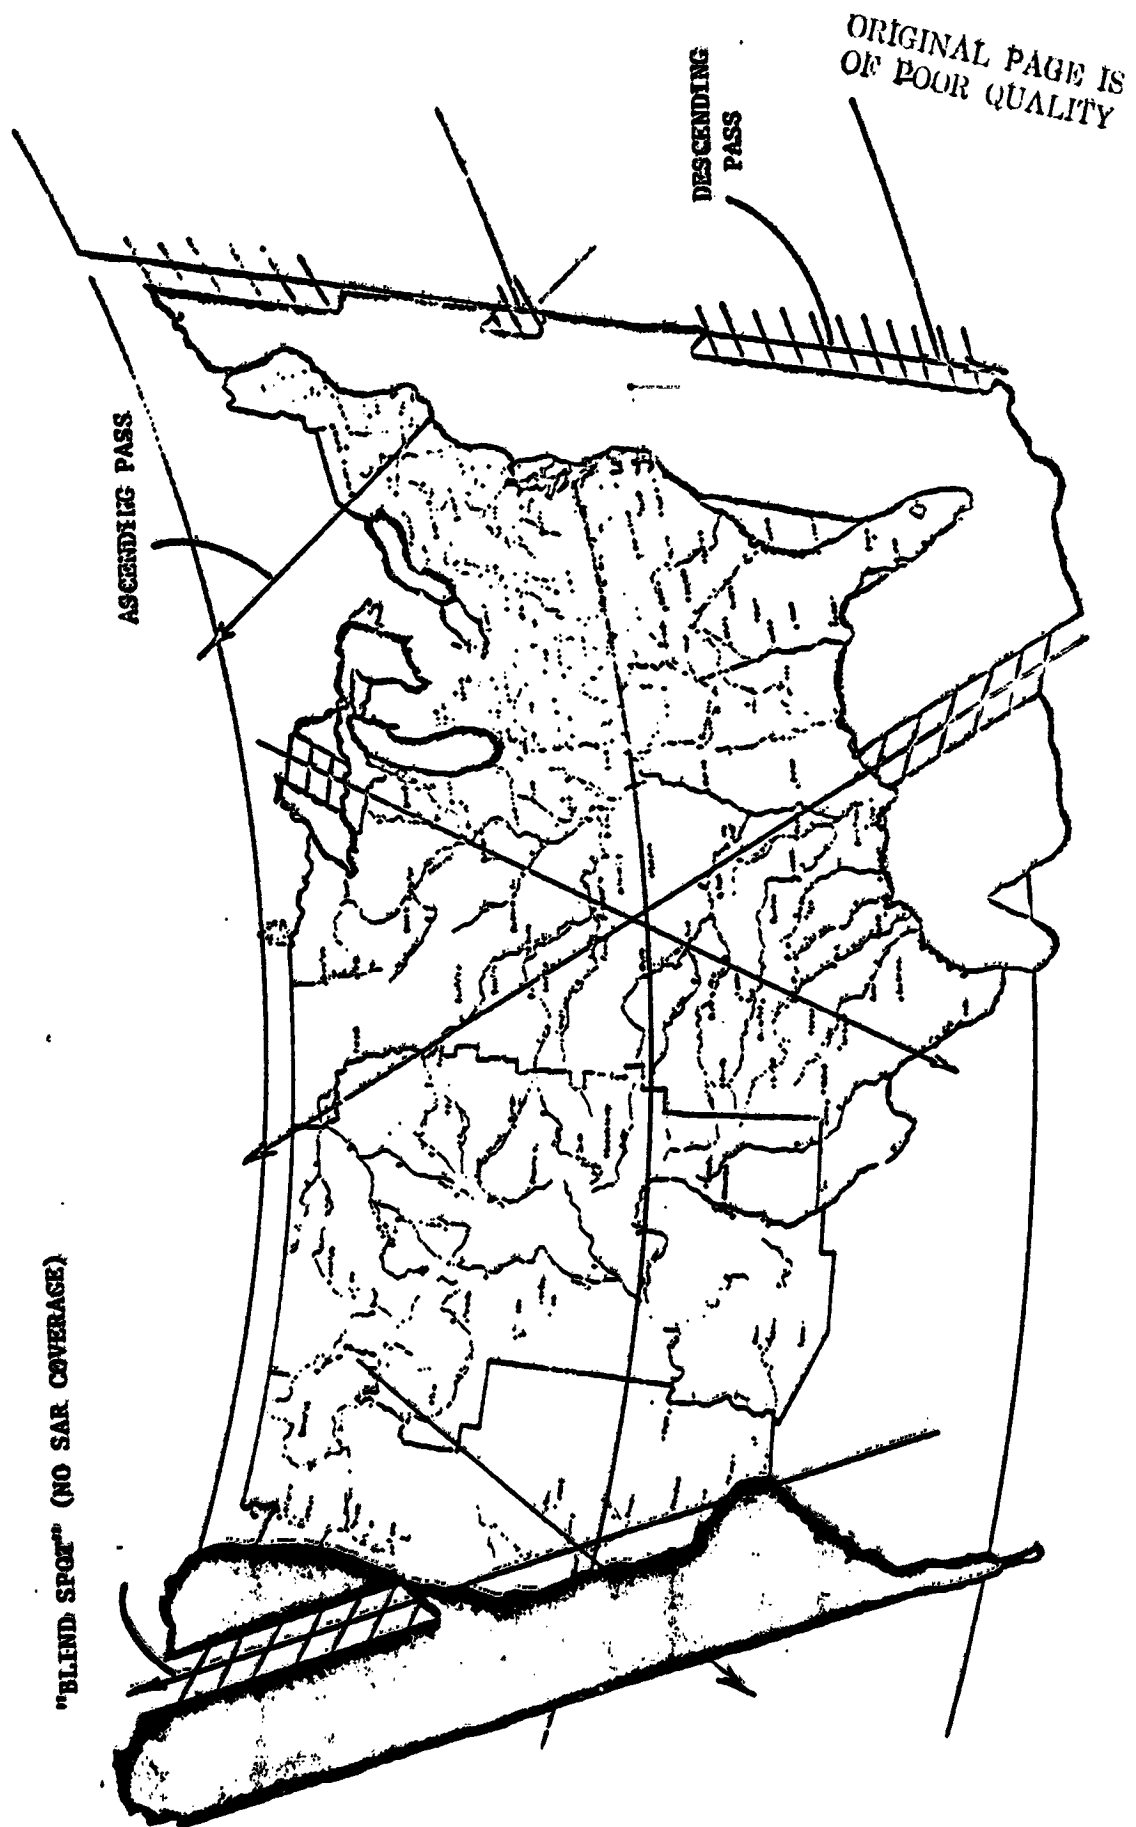 ORIGINAL PAGE IS
OF POOR QUALITY
DESCENDING
PASS
ASCENDING PASS
"BLIND SPOT" (NO SAR COVERAGE)